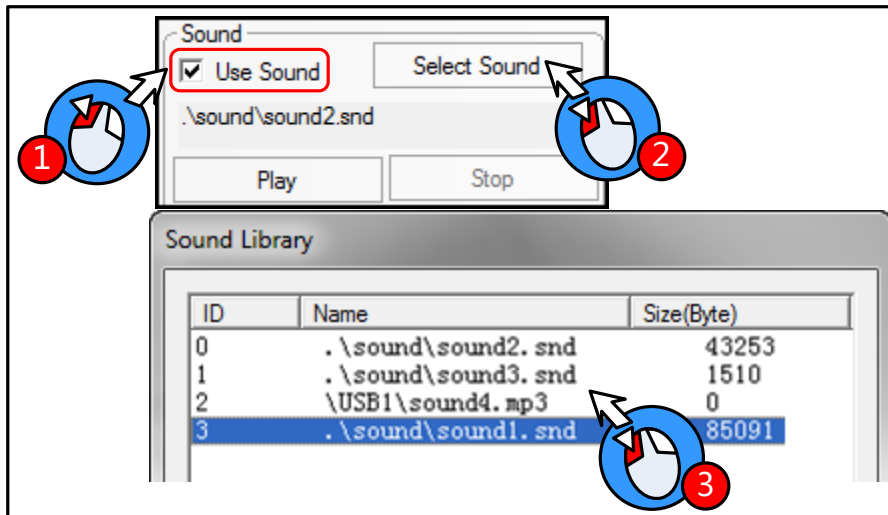 Sound
Use Sound Select Sound
.\sound\sound2.snd
1 2
Play Stop
Sound Library
ID Name Size(Byte)
0 .\sound\sound2.snd 43253
1 .\sound\sound3.snd 1510
2 \USB1\sound4.mp3 0
3 .\sound\sound1.snd 85091
3